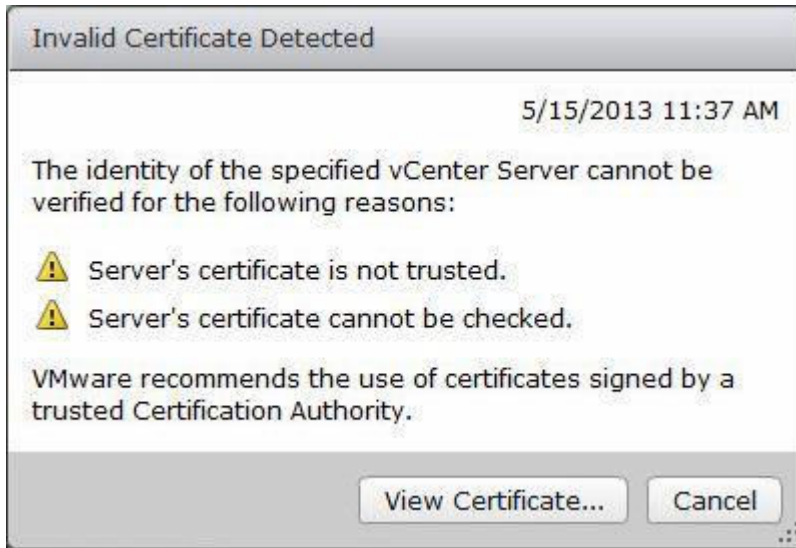 Invalid Certificate Detected
5/15/2013 11:37 AM
The identity of the specified vCenter Server cannot be
verified for the following reasons:
Server's certificate is not trusted.
Server's certificate cannot be checked.
VMware recommends the use of certificates signed by a
trusted Certification Authority.
View Certificate...
Cancel